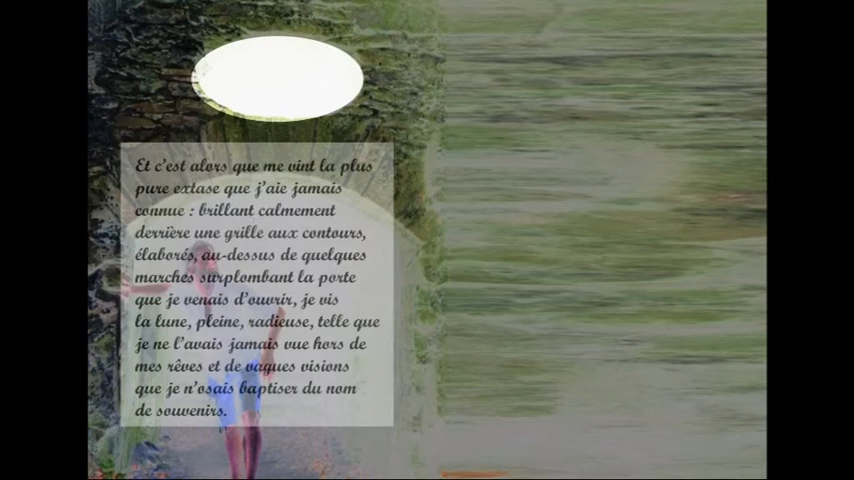 Et c'est alors que me vint la plus
pure extase que j'aie jamais
connue : brillant calmement
derrière une grille aux contours,
élaborés, au-dessus de quelques
marches surplombant la porte
que je venais d'ouvrir, je vis
la lune, pleine, radieuse, telle que
je ne l'avais jamais vue hors de
mes rêves et de vaques visions
que je n'osais baptiser du nom
de souvenirs.